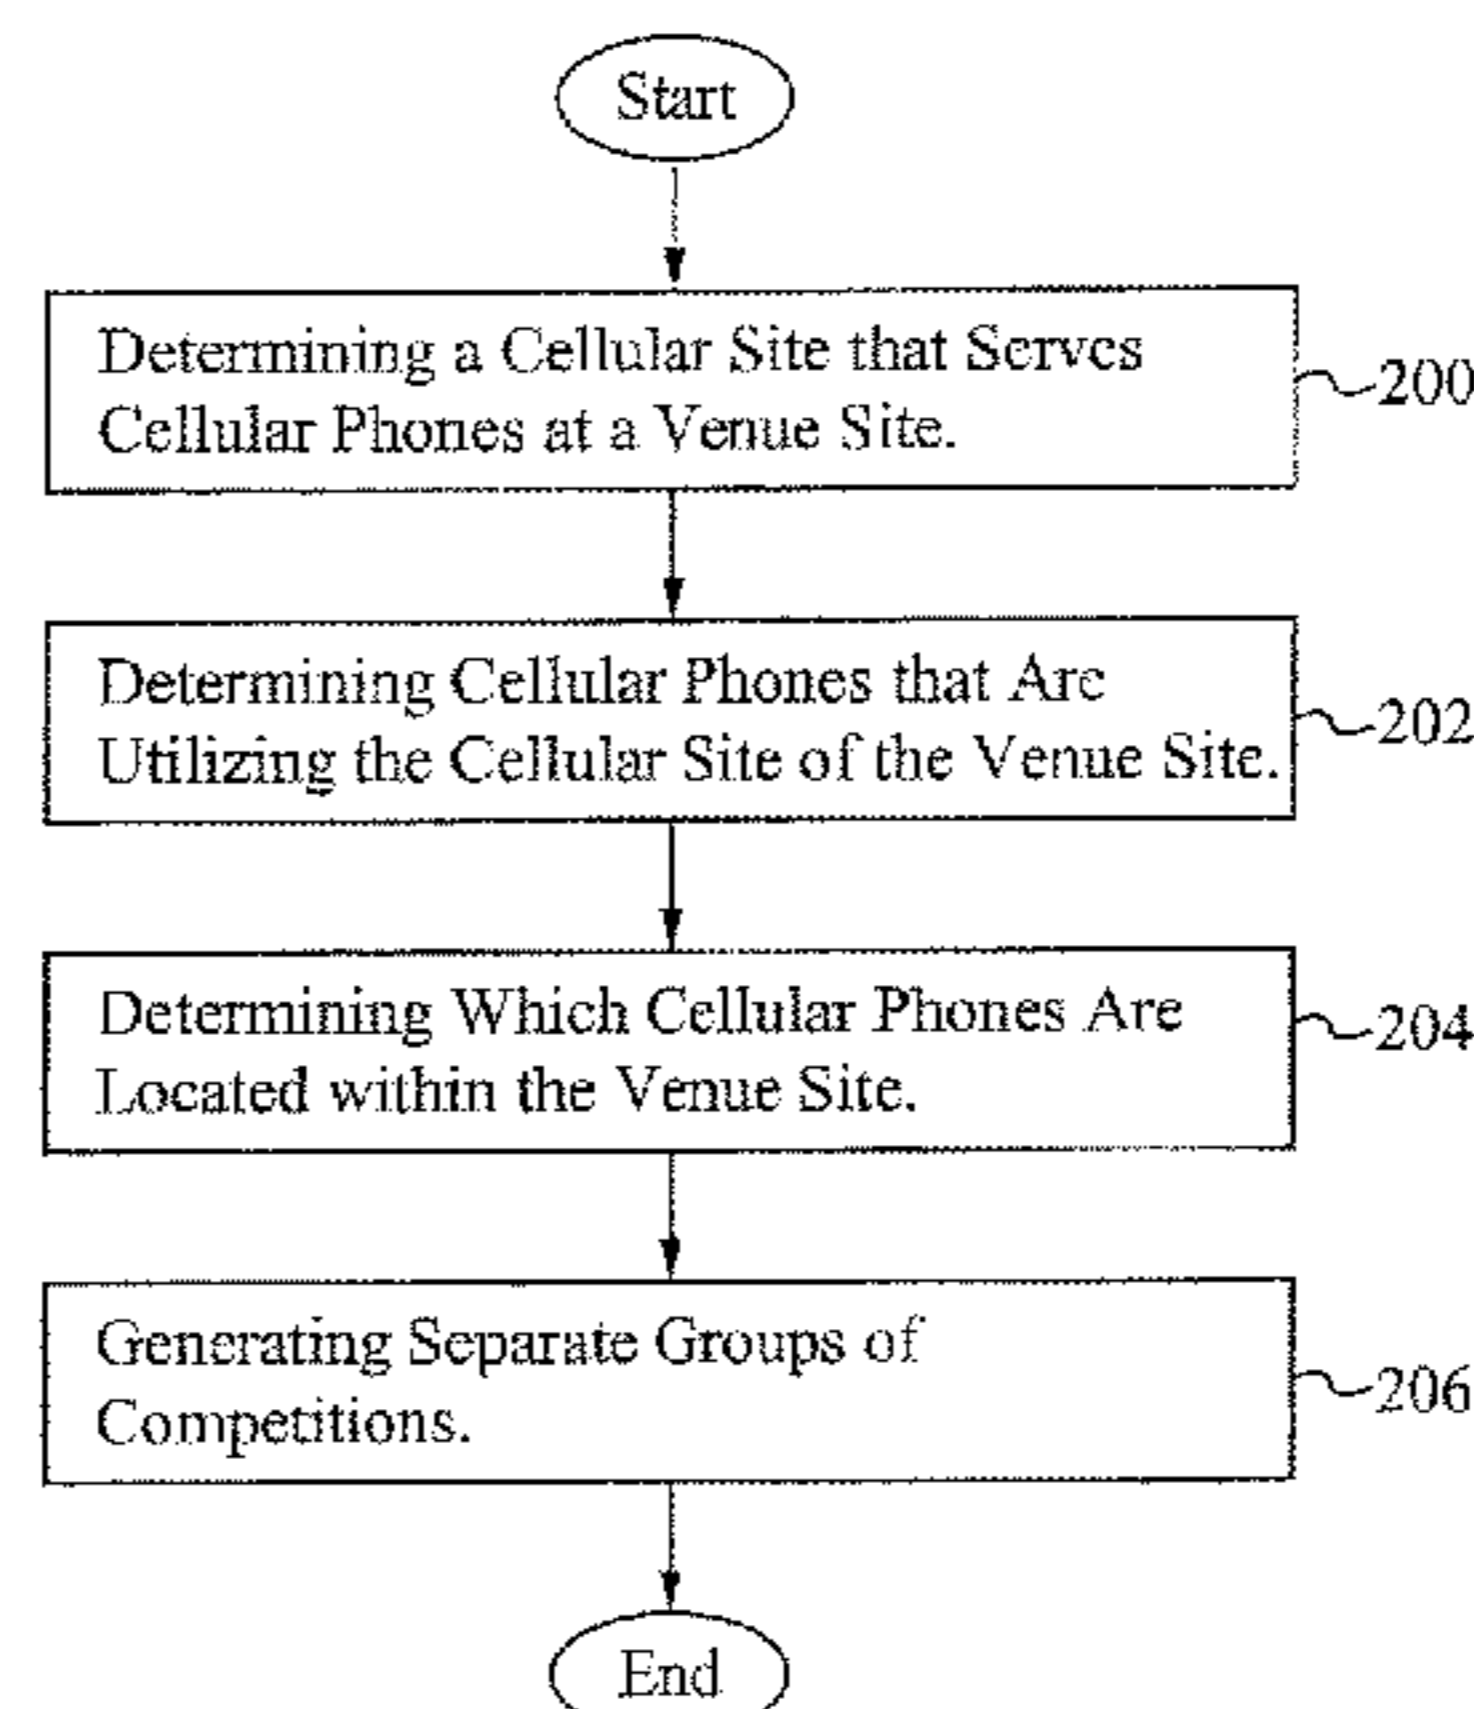 Start
Determining a Cellular Site that Serves
Cellular Phones at a Venue Site.
200
Determining Cellular Phones that Are
Utilizing the Cellular Site of the Venue Site.
202
Determining Which Cellular Phones Are
Located within the Venue Site.
204
Generating Separate Groups of
Competitions.
206
End